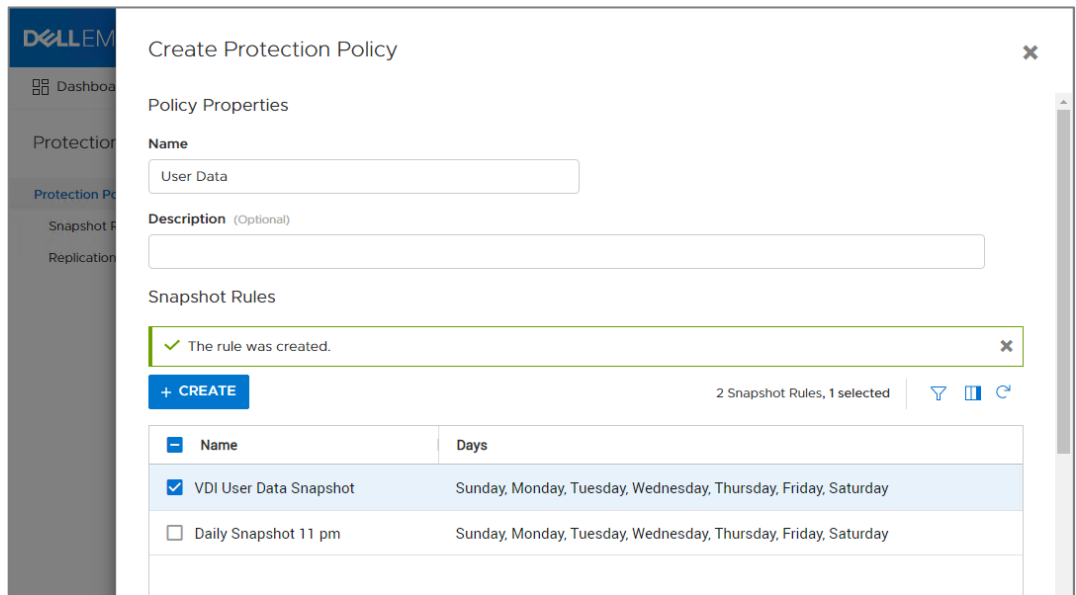 DELLEM
Create Protection Policy
Dashboa
Policy Properties
Protection
Name
User Data
Protection Po
Description (Optional)
Snapshot R
Replication
Snapshot Rules
The rule was created.
+ CREATE
2 Snapshot Rules, 1 selected
Name Days
VDI User Data Snapshot Sunday, Monday, Tuesday, Wednesday, Thursday, Friday, Saturday
Daily Snapshot 11 pm Sunday, Monday, Tuesday, Wednesday, Thursday, Friday, Saturday